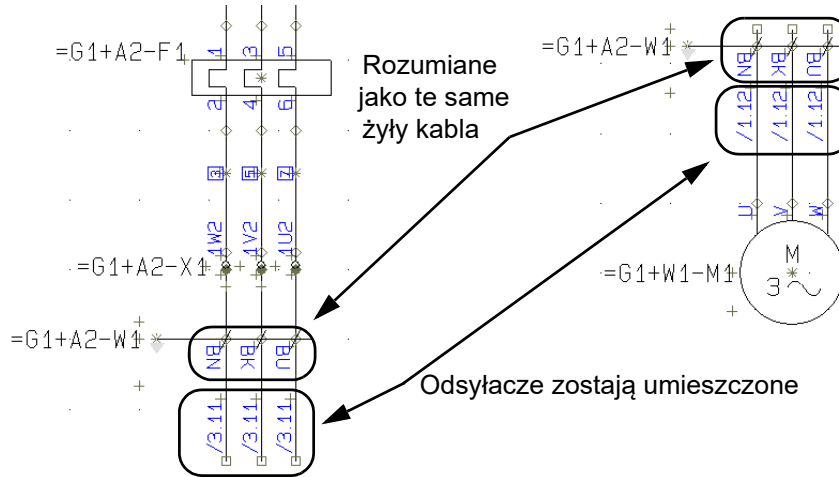 =G1+A2-F1
1 3 5
2 4 6
3 5 7
1W2 1V2 1U2
=G1+A2-X1
=G1+A2-W1
BN BK BU
/3.11 /3.11 /3.11
Rozumiane
jako te same
żyły kabla
Odsyłacze zostają umieszczone
=G1+A2-W1
BN BK BU
/1.12 /1.12 /1.12
U V W
=G1+W1-M1
M
3